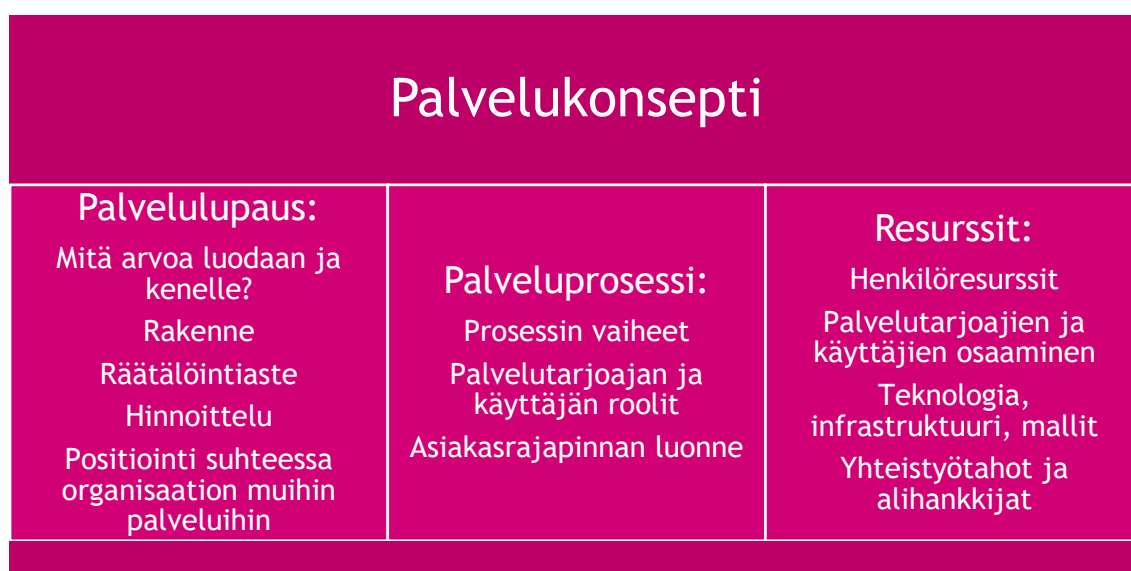 Palvelukonsepti
Palvelulupaus:
Mitä arvoa luodaan ja
kenelle?
Rakenne
Räätälöintiaste
Hinnoittelu
Positiointi suhteessa
organisaation muihin
palveluihin
Palveluprosessi:
Prosessin vaiheet
Palvelutarjoajan ja
käyttäjän roolit
Asiakasrajapinnan luonne
Resurssit:
Henkilöresurssit
Palvelutarjoajien ja
käyttäjien osaaminen
Teknologia,
infrastruktuuri, mallit
Yhteistyötahot ja
alihankkijat